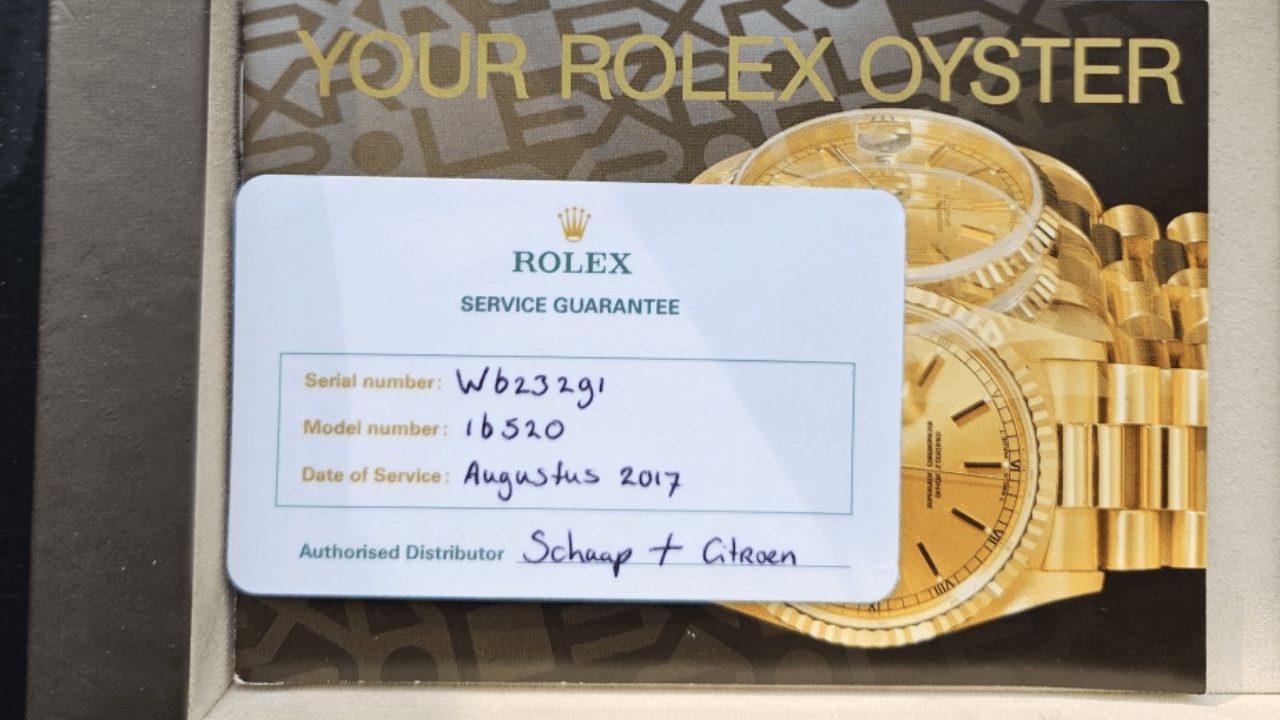 YOUR ROLEX OYSTER
ROLEX
SERVICE GUARANTEE
Serial number: W623291
Model number: 16520
Date of Service: Augustus 2017
Authorised Distributor Schaap + Citroen